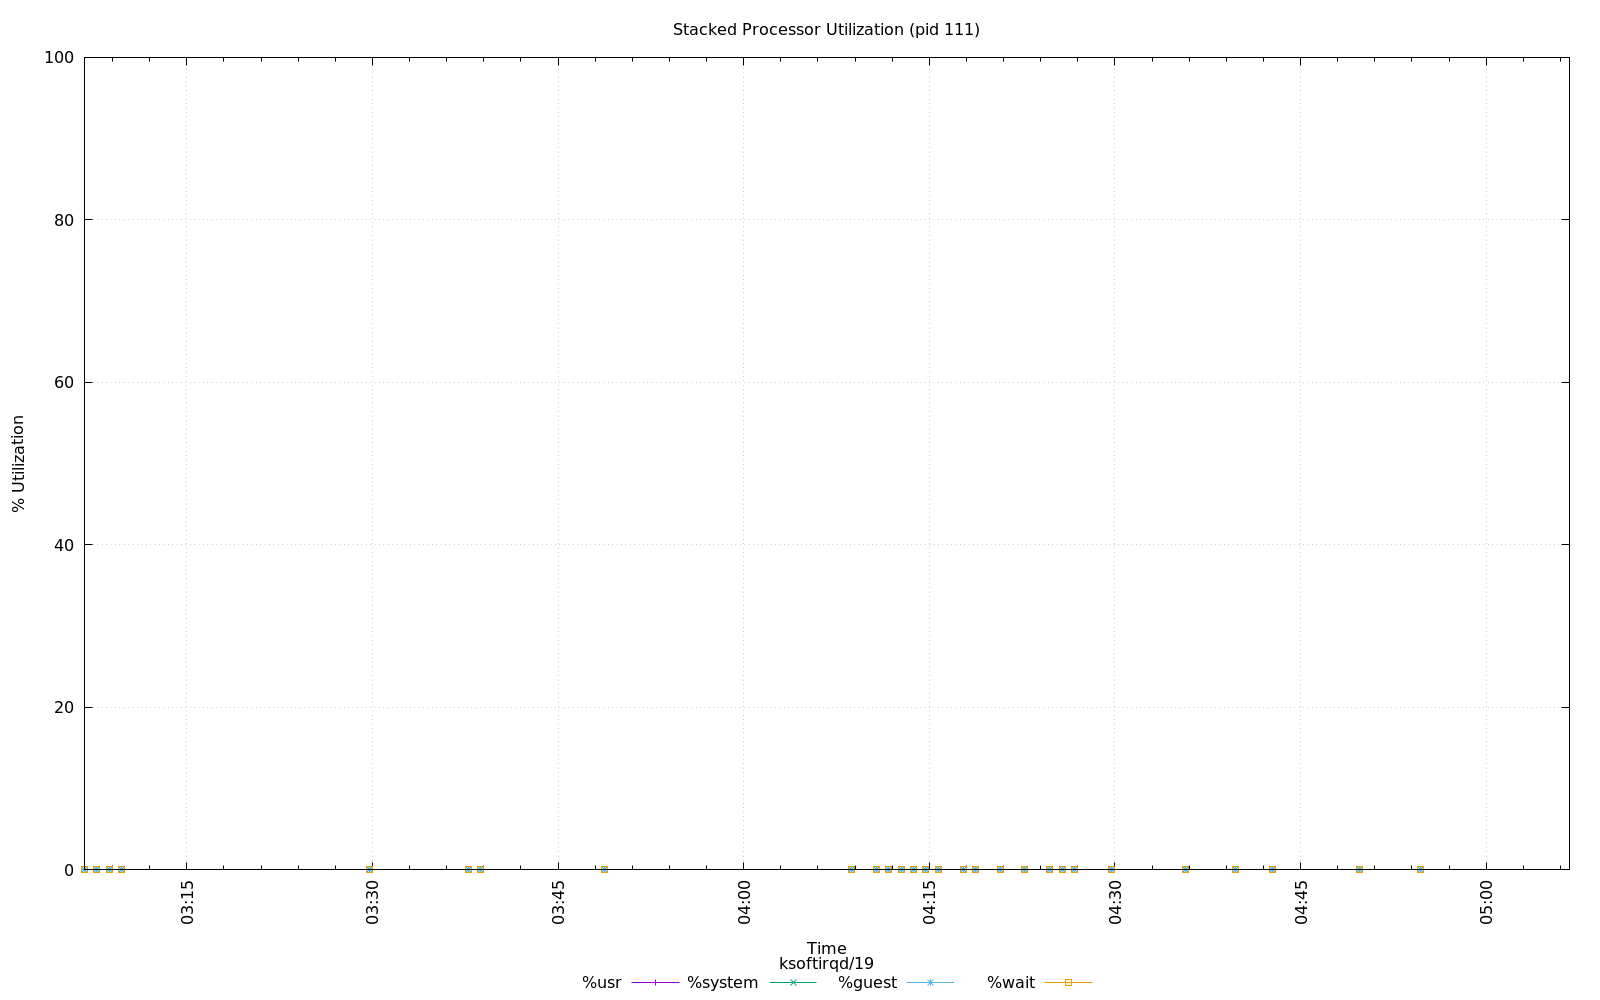 Stacked Processor Utilization (pid 111)
100
80
60
40
20
0
% Utilization
03:15
03:30
03:45
04:00
04:15
04:30
04:45
05:00
Time
ksoftirqd/19
%usr %system %guest %wait